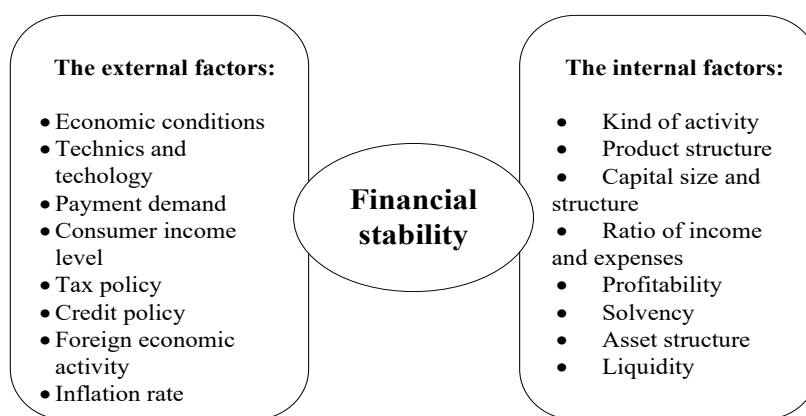 The external factors:
• Economic conditions
• Technics and
techology
• Payment demand
• Consumer income
level
• Tax policy
• Credit policy
• Foreign economic
activity
• Inflation rate
Financial
stability
The internal factors:
• Kind of activity
• Product structure
• Capital size and
structure
• Ratio of income
and expenses
• Profitability
• Solvency
• Asset structure
• Liquidity